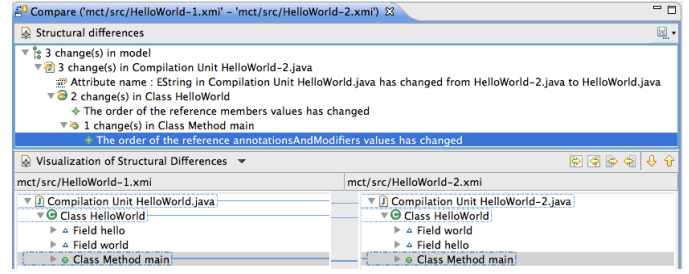 Compare ('mct/src/HelloWorld-1.xmi' - 'mct/src/HelloWorld-2.xmi')
Structural differences
3 change(s) in model
3 change(s) in Compilation Unit HelloWorld-2.java
Attribute name : EString in Compilation Unit HelloWorld.java has changed from HelloWorld-2.java to HelloWorld.java
2 change(s) in Class HelloWorld
The order of the reference members values has changed
1 change(s) in Class Method main
The order of the reference annotationsAndModifiers values has changed
Visualization of Structural Differences
mct/src/HelloWorld-1.xmi mct/src/HelloWorld-2.xmi
Compilation Unit HelloWorld.java Compilation Unit HelloWorld-2.java
Class HelloWorld Class HelloWorld
Field hello Field world
Field world Field hello
Class Method main Class Method main